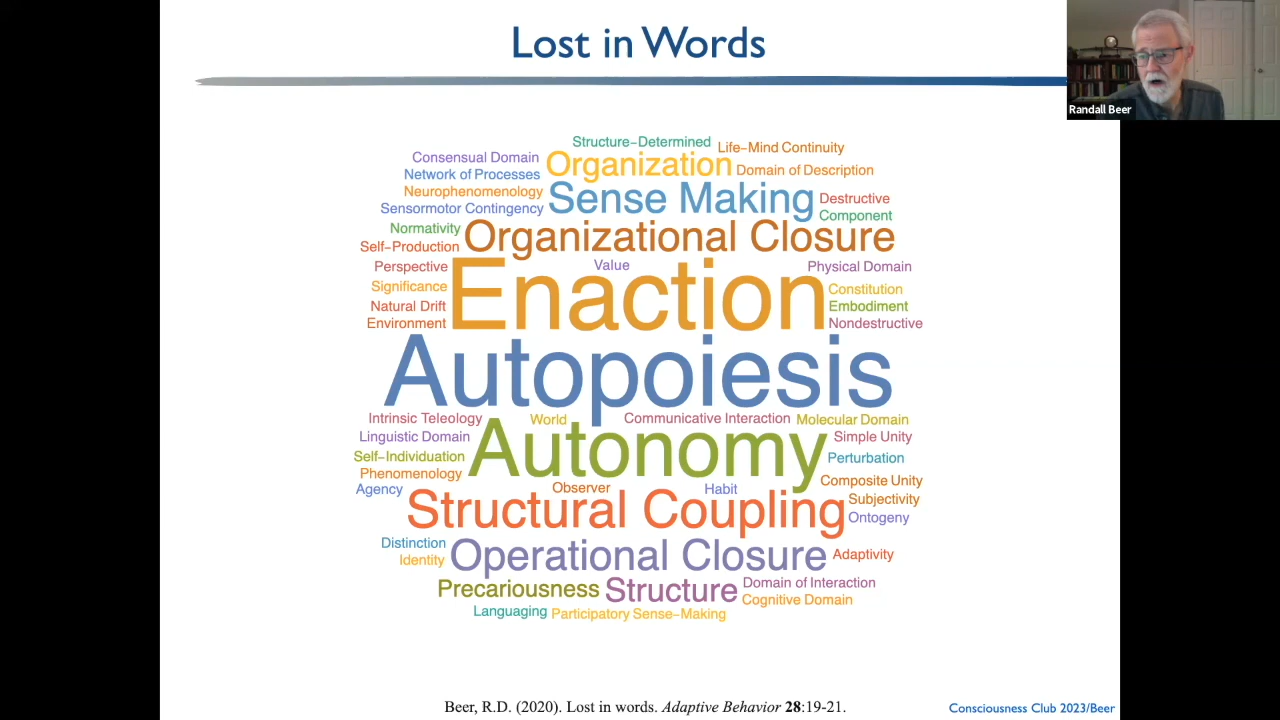 Lost in Words
Randall Beer
Structure-Determined
Life-Mind Continuity
Consensual Domain
Organization
Domain of Description
Network of Processes
Neurophenomenology
Sense Making
Destructive
Sensormotor Contingency
Component
Normativity
Organizational Closure
Self-Production
Perspective
Value
Physical Domain
Significance
Enaction
Constitution
Natural Drift
Embodiment
Environment
Nondestructive
Autopoiesis
Intrinsic Teleology
World
Communicative Interaction
Molecular Domain
Linguistic Domain
Autonomy
Simple Unity
Self-Individuation
Perturbation
Phenomenology
Composite Unity
Agency
Observer
Habit
Subjectivity
Structural Coupling
Ontogeny
Distinction
Operational Closure
Adaptivity
Identity
Precariousness
Structure
Domain of Interaction
Cognitive Domain
Languaging
Participatory Sense-Making
Beer, R.D. (2020). Lost in words. Adaptive Behavior 28:19-21.
Consciousness Club 2023/Beer